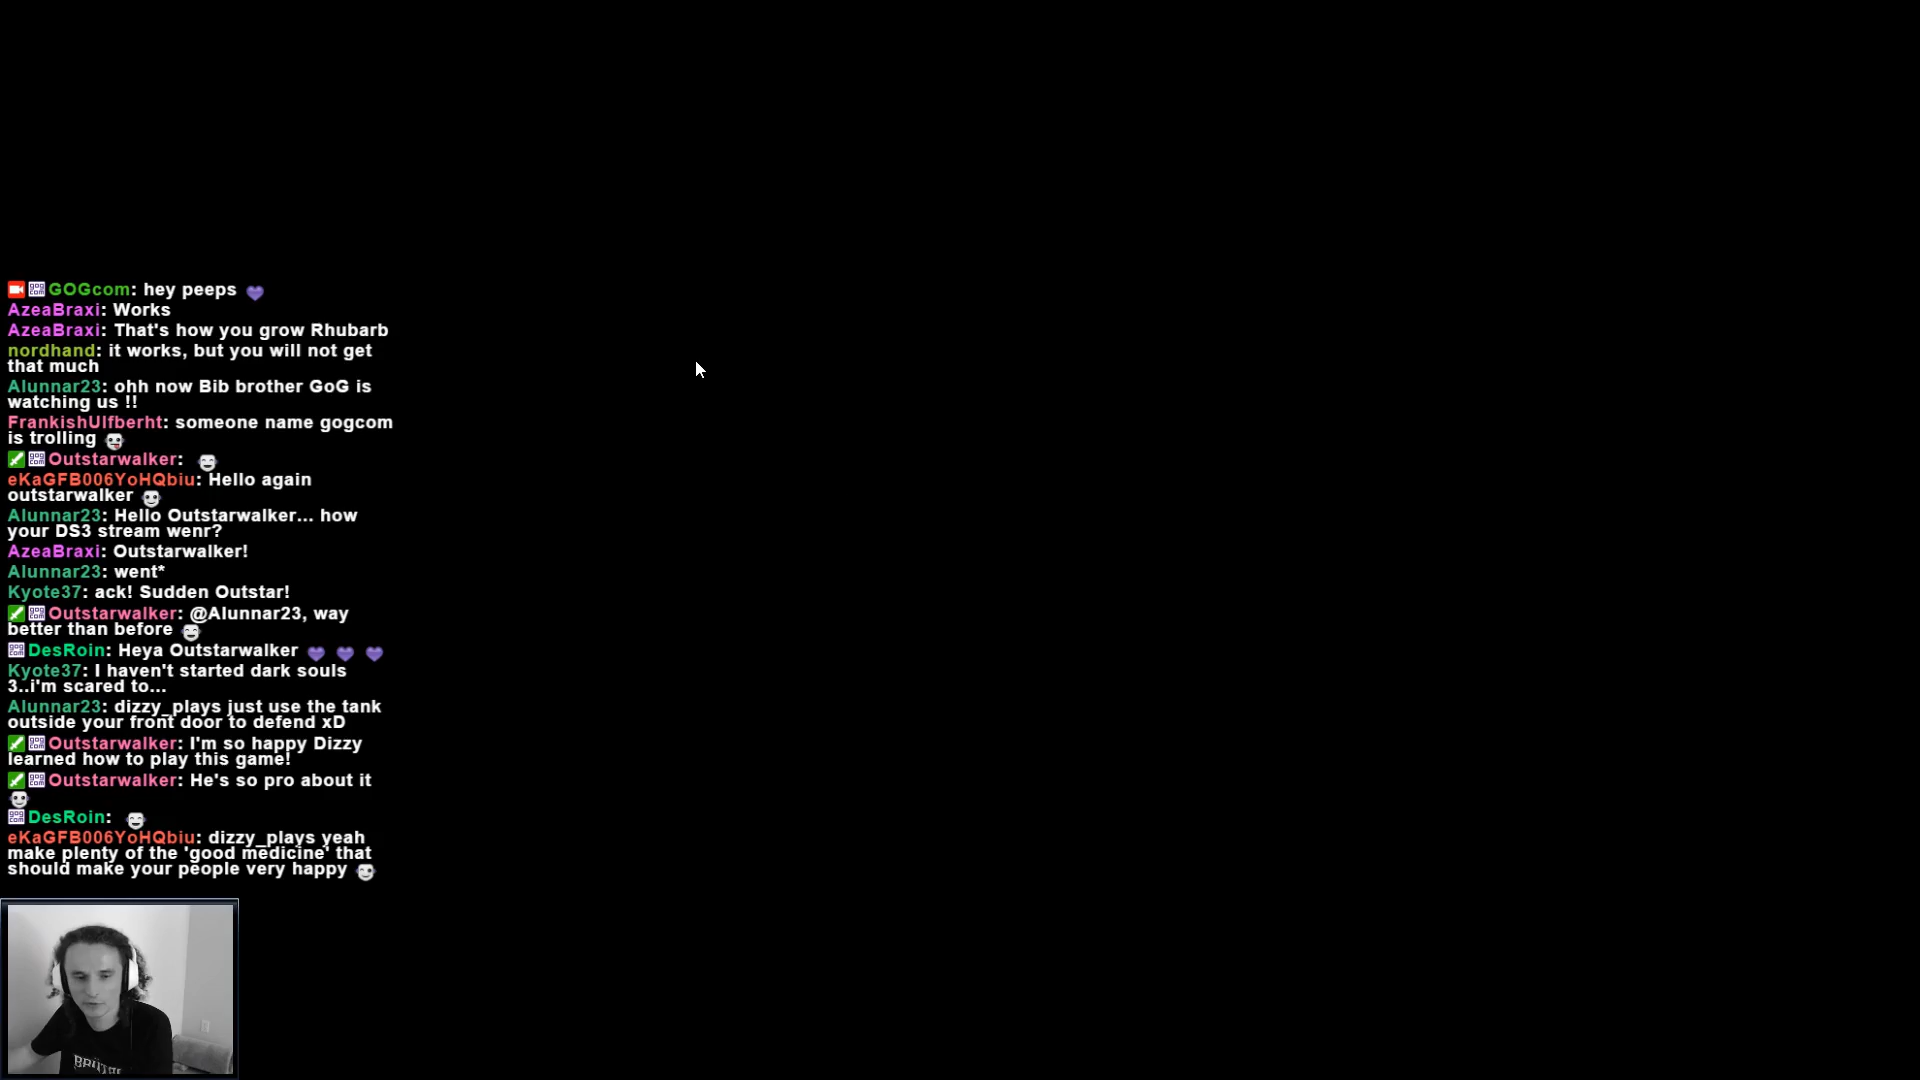 GOGcom: hey peeps
AzeaBraxi: Works
AzeaBraxi: That's how you grow Rhubarb
nordhand: it works, but you will not get
that much
Alunnar23: ohh now Bib brother GoG is
watching us !!
FrankishUlfberht: someone name gogcom
is trolling
Outstarwalker:
eKaGFB006YoHQbiu: Hello again
outstarwalker
Alunnar23: Hello Outstarwalker... how
your DS3 stream wenr?
AzeaBraxi: Outstarwalker!
Alunnar23: went*
Kyote37: ack! Sudden Outstar!
Outstarwalker: @Alunnar23, way
better than before
DesRoin: Heya Outstarwalker
Kyote37: I haven't started dark souls
3..i'm scared to...
Alunnar23: dizzy_plays just use the tank
outside your front door to defend xD
Outstarwalker: I'm so happy Dizzy
learned how to play this game!
Outstarwalker: He's so pro about it
DesRoin:
eKaGFB006YoHQbiu: dizzy_plays yeah
make plenty of the 'good medicine' that
should make your people very happy